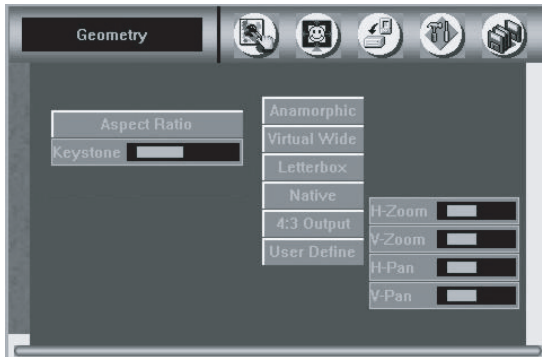 Geometry
Aspect Ratio
Keystone
Anamorphic
Virtual Wide
Letterbox
Native
4:3 Output
User Define
H-Zoom
V-Zoom
H-Pan
V-Pan